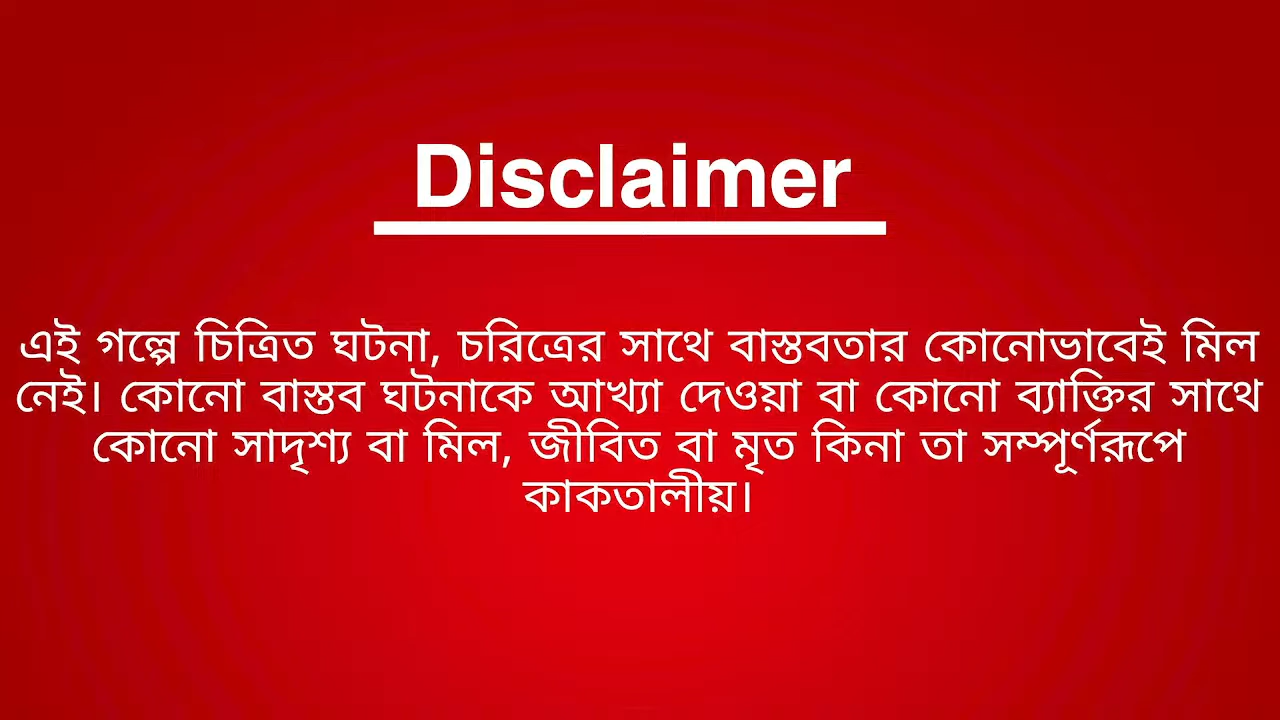 Disclaimer
এই গল্পে চিত্রিত ঘটনা, চরিত্রের সাথে বাস্তবতার কোনোভাবেই মিল
নেই। কোনো বাস্তব ঘটনাকে আখ্যা দেওয়া বা কোনো ব্যাক্তির সাথে
কোনো সাদৃশ্য বা মিল, জীবিত বা মৃত কিনা তা সম্পূর্ণরূপে
কাকতালীয়।